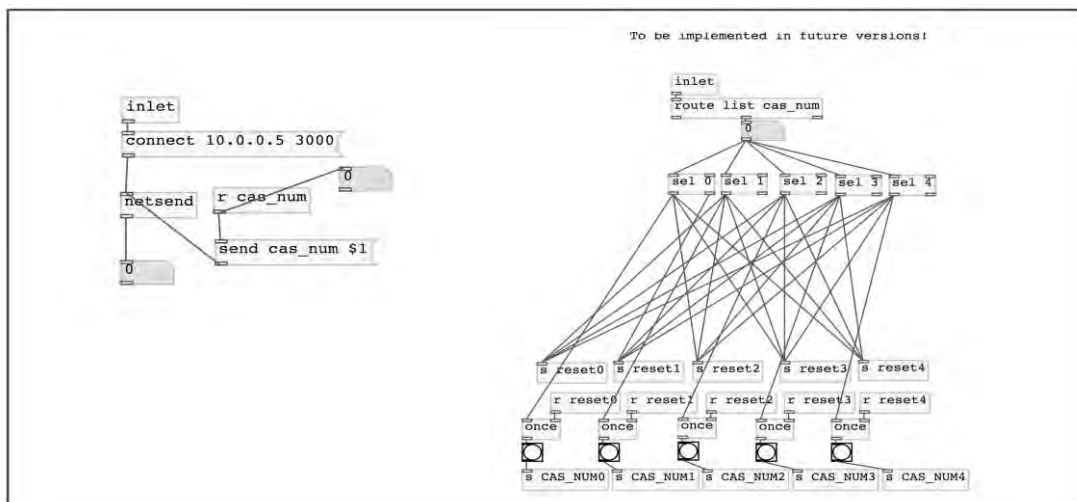 To be implemented in future versions!
inlet
connect 10.0.0.5 3000
0
netsend
r cas_num
send cas_num $1
0
inlet
route list cas_num
0
sel 0 sel 1 sel 2 sel 3 sel 4
s reset0 s reset1 s reset2 s reset3 s reset4
r reset0 r reset1 r reset2 r reset3 r reset4
once once once once once
s CAS_NUM0 s CAS_NUM1 s CAS_NUM2 s CAS_NUM3 s CAS_NUM4